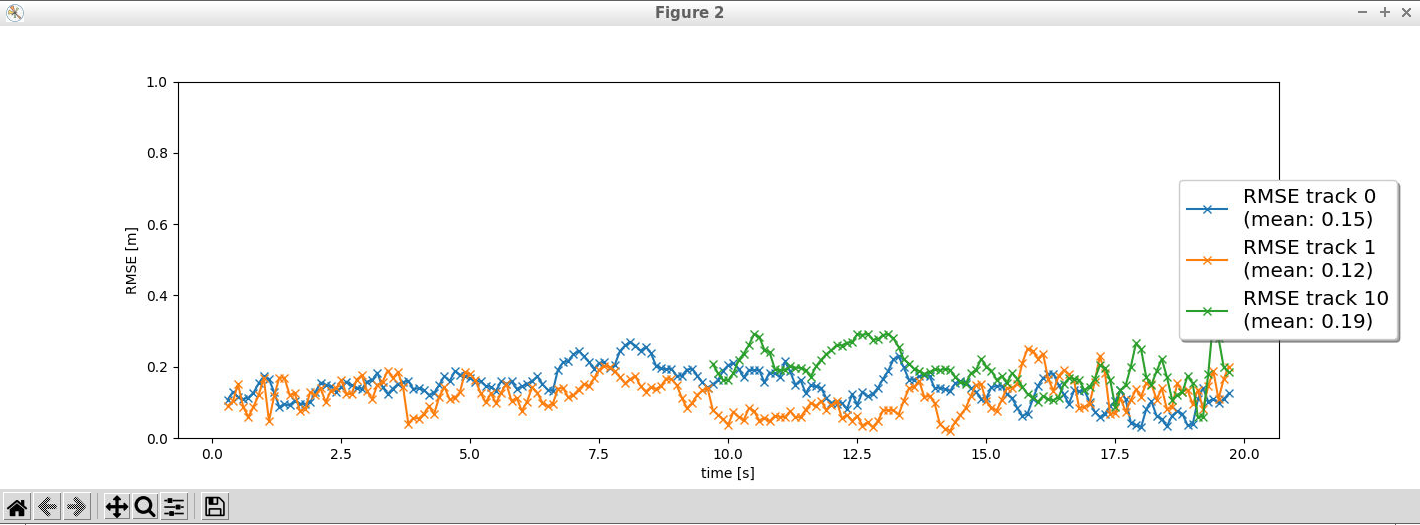 Figure 2
1.0
0.8
0.6
0.4
0.2
0.0
RMSE [m]
0.0 2.5 5.0 7.5 10.0 12.5 15.0 17.5 20.0
time [s]
RMSE track 0
(mean: 0.15)
RMSE track 1
(mean: 0.12)
RMSE track 10
(mean: 0.19)